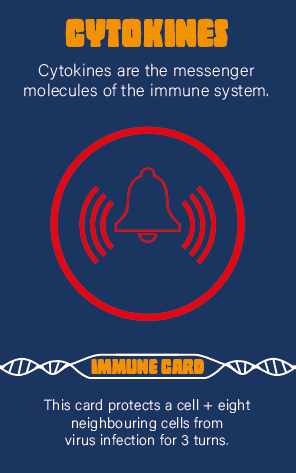 CYTOKINES
Cytokines are the messenger
molecules of the immune system.
IMMUNE CARD
This card protects a cell + eight
neighbouring cells from
virus infection for 3 turns.